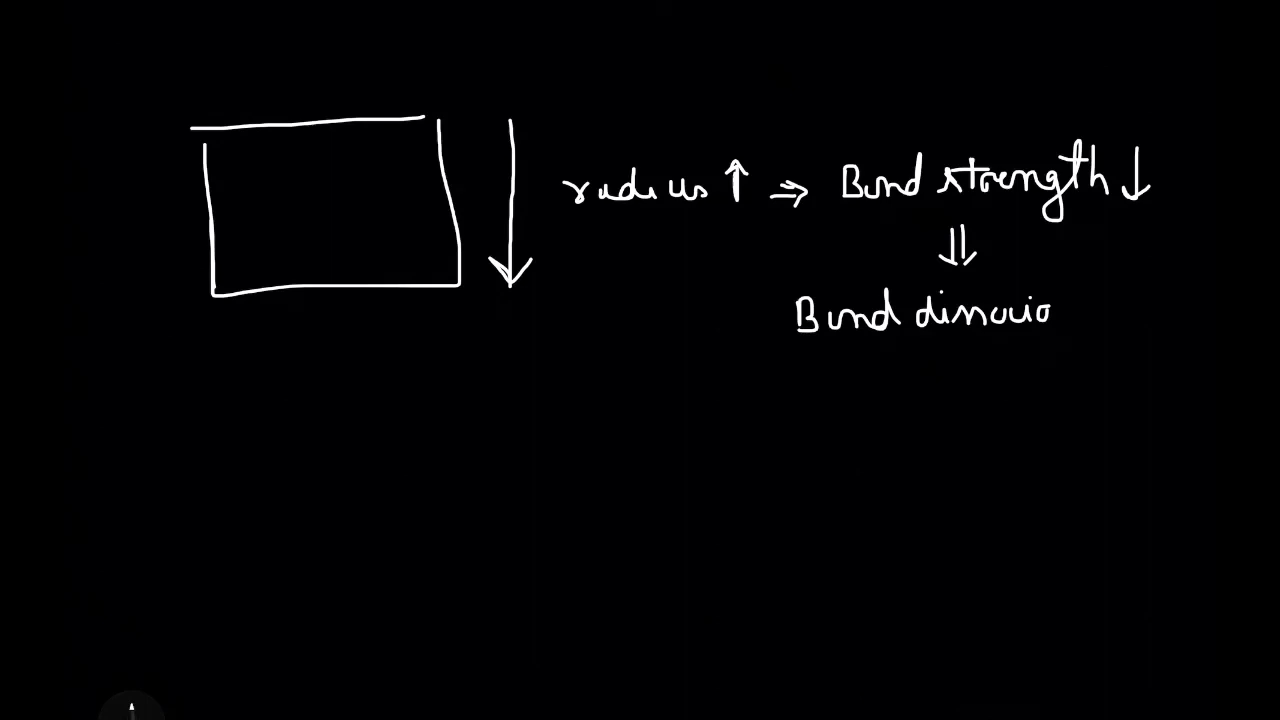 radius ↑ ⇒ Bond strength ↓
⇓
Bond dissocio